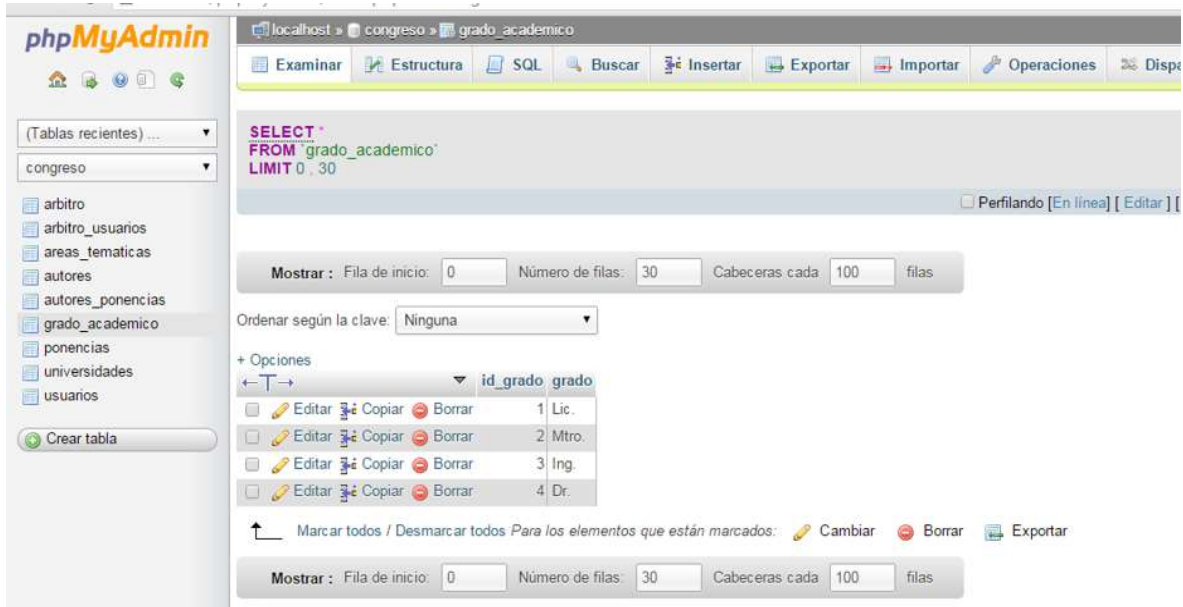 phpMyAdmin
localhost » congreso » grado_academico
Examinar Estructura SQL Buscar Insertar Exportar Importar Operaciones Dispa
(Tablas recientes) ...
congreso
arbitro
arbitro_usuarios
areas_tematicas
autores
autores_ponencias
grado_academico
ponencias
universidades
usuarios
Crear tabla
SELECT *
FROM `grado_academico`
LIMIT 0 , 30
Perfilando [En línea] [ Editar ] [
Mostrar : Fila de inicio: 0 Número de filas: 30 Cabeceras cada 100 filas
Ordenar según la clave: Ninguna
+ Opciones
←T→ id_grado grado
Editar Copiar Borrar 1 Lic.
Editar Copiar Borrar 2 Mtro.
Editar Copiar Borrar 3 Ing.
Editar Copiar Borrar 4 Dr.
Marcar todos / Desmarcar todos Para los elementos que están marcados: Cambiar Borrar Exportar
Mostrar : Fila de inicio: 0 Número de filas: 30 Cabeceras cada 100 filas